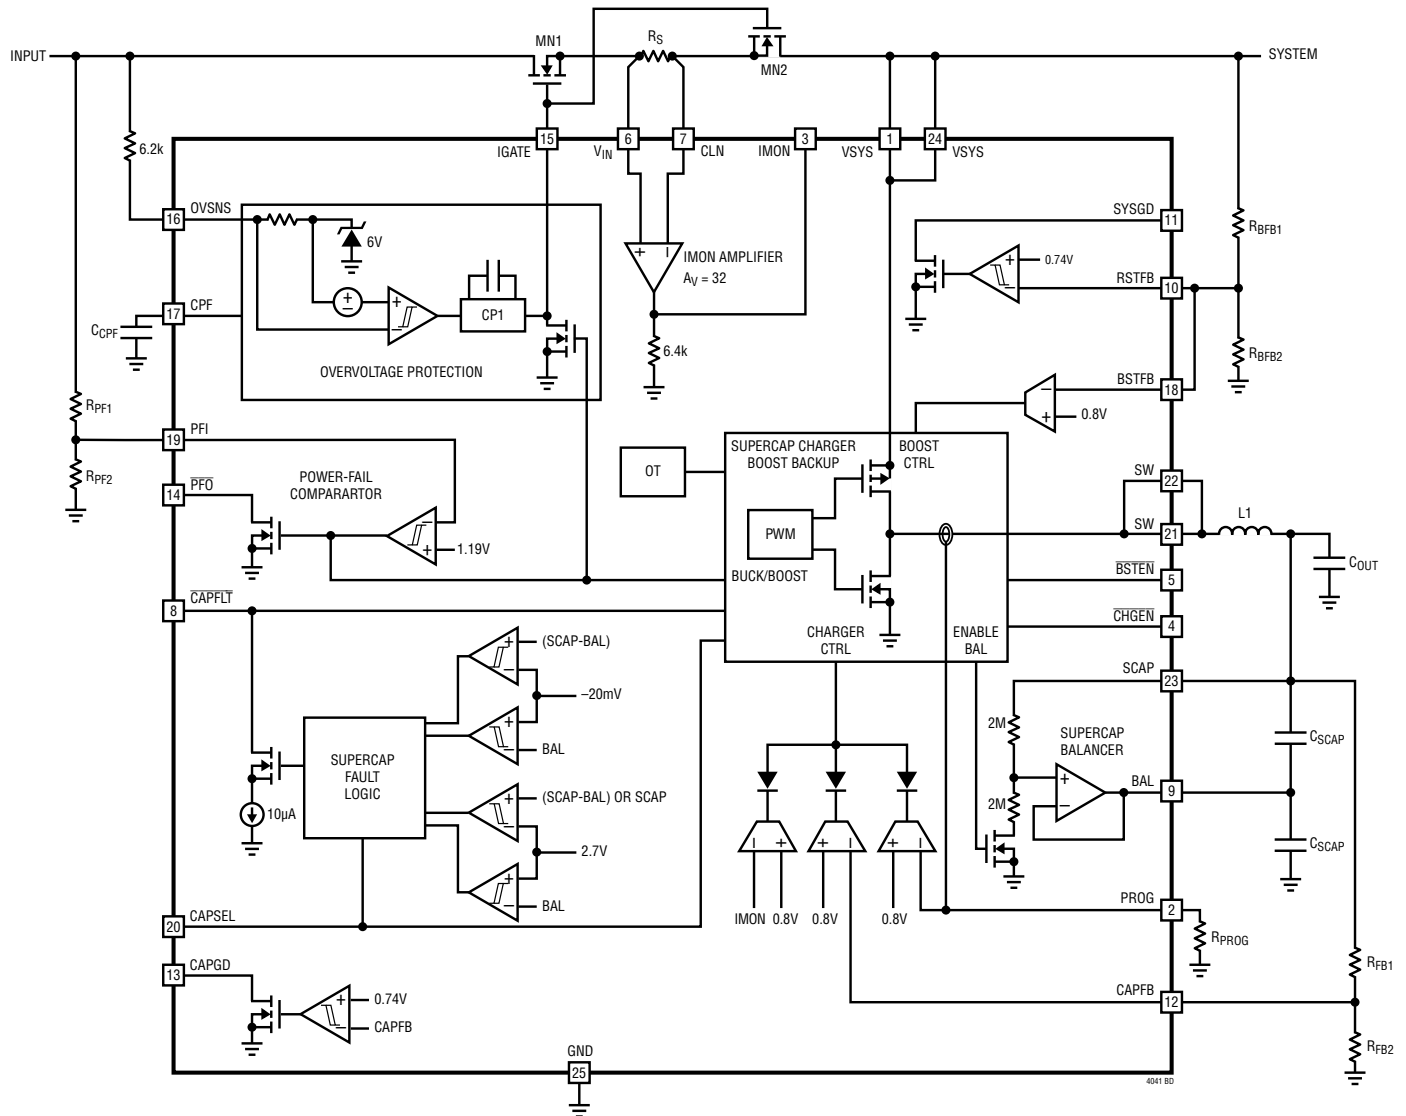 INPUT
MN1
RS
MN2
SYSTEM
6.2k
15
6
7
3
1
24
IGATE
VIN
CLN
IMON
VSYS
VSYS
16
OVSNS
6V
+
−
IMON AMPLIFIER
AV = 32
SYSGD
11
RBFB1
+
−
0.74V
RSTFB
10
17
CPF
CCPF
+
−
+
−
CP1
OVERVOLTAGE PROTECTION
6.4k
RBFB2
BSTFB
18
−
+
0.8V
RPF1
19
PFI
RPF2
14
PFO
POWER-FAIL
COMPARARTOR
−
+
1.19V
OT
SUPERCAP CHARGER
BOOST BACKUP
BOOST
CTRL
PWM
BUCK/BOOST
CHARGER
CTRL
ENABLE
BAL
SW
22
SW
21
L1
COUT
BSTEN
5
CHGEN
4
8
CAPFLT
+
−
(SCAP-BAL)
−20mV
+
−
BAL
SUPERCAP
FAULT
LOGIC
10µA
+
−
(SCAP-BAL) OR SCAP
2.7V
+
−
BAL
SCAP
23
2M
SUPERCAP
BALANCER
CSCAP
+
−
BAL
9
2M
CSCAP
−
+
+
−
+
−
IMON
0.8V
0.8V
0.8V
PROG
2
RPROG
20
CAPSEL
13
CAPGD
+
−
0.74V
CAPFB
CAPFB
12
RFB1
RFB2
GND
25
4041 BD